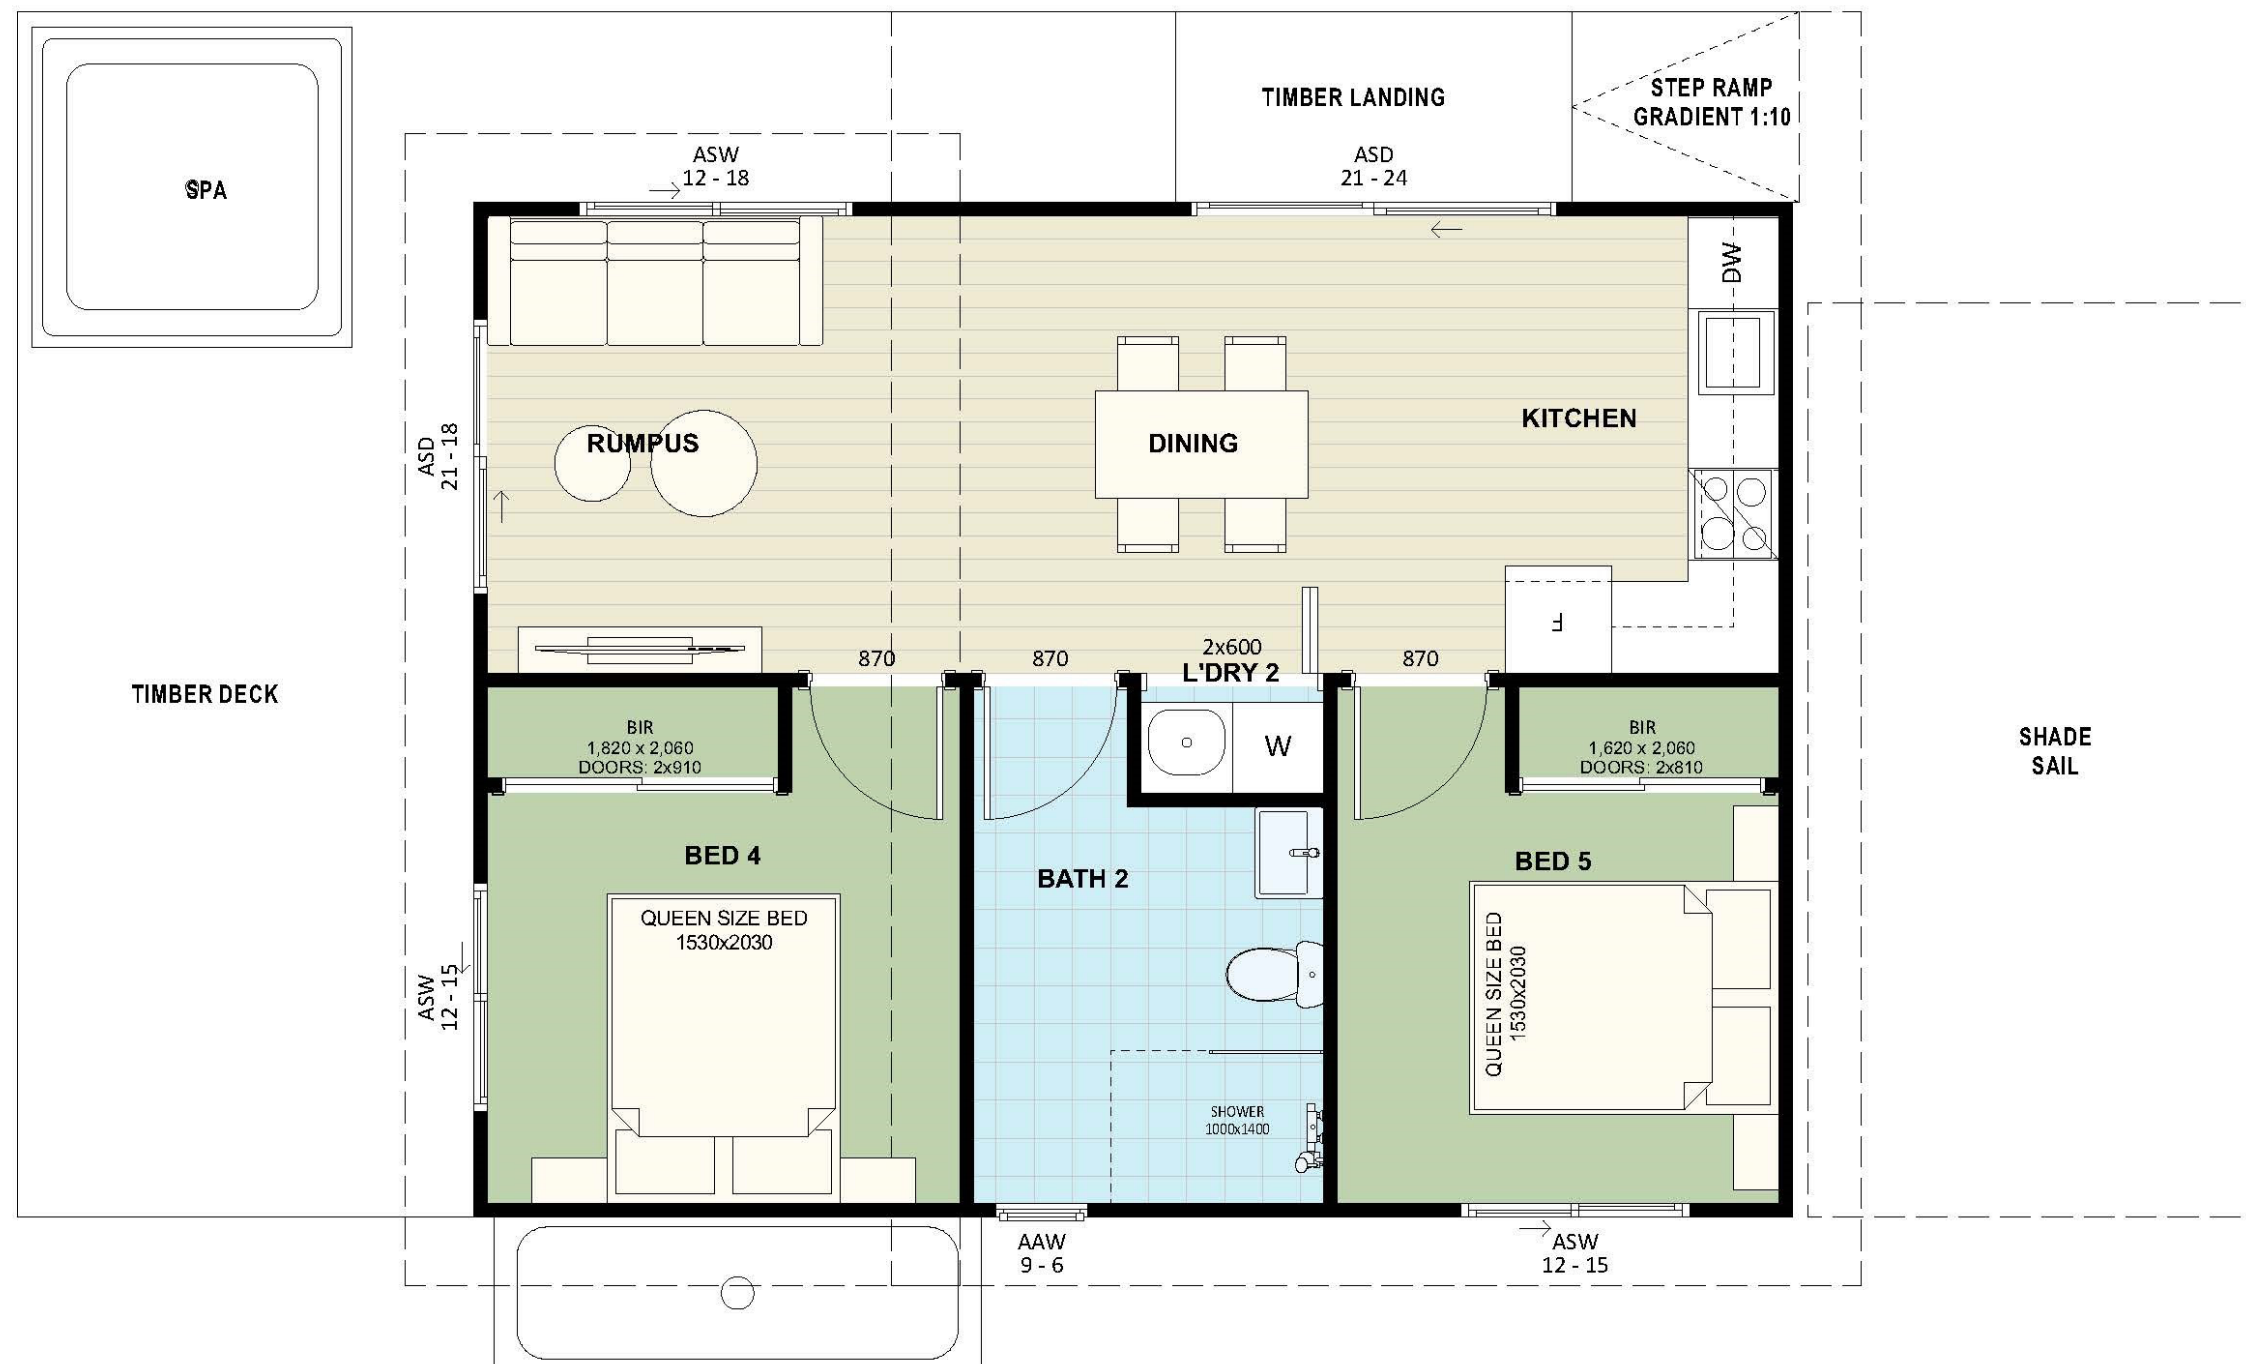 TIMBER LANDING
STEP RAMP
GRADIENT 1:10
SPA
ASW
12 - 18
ASD
21 - 24
DW
KITCHEN
RUMPUS
DINING
ASD
21 - 18
F
870
870
2x600
L'DRY 2
870
TIMBER DECK
BIR
1,820 x 2,060
DOORS: 2x910
W
BIR
1,620 x 2,060
DOORS: 2x810
SHADE
SAIL
BED 4
BATH 2
BED 5
QUEEN SIZE BED
1530x2030
QUEEN SIZE BED
1530x2030
ASW
12 - 15
SHOWER
1000x1400
AAW
9 - 6
ASW
12 - 15